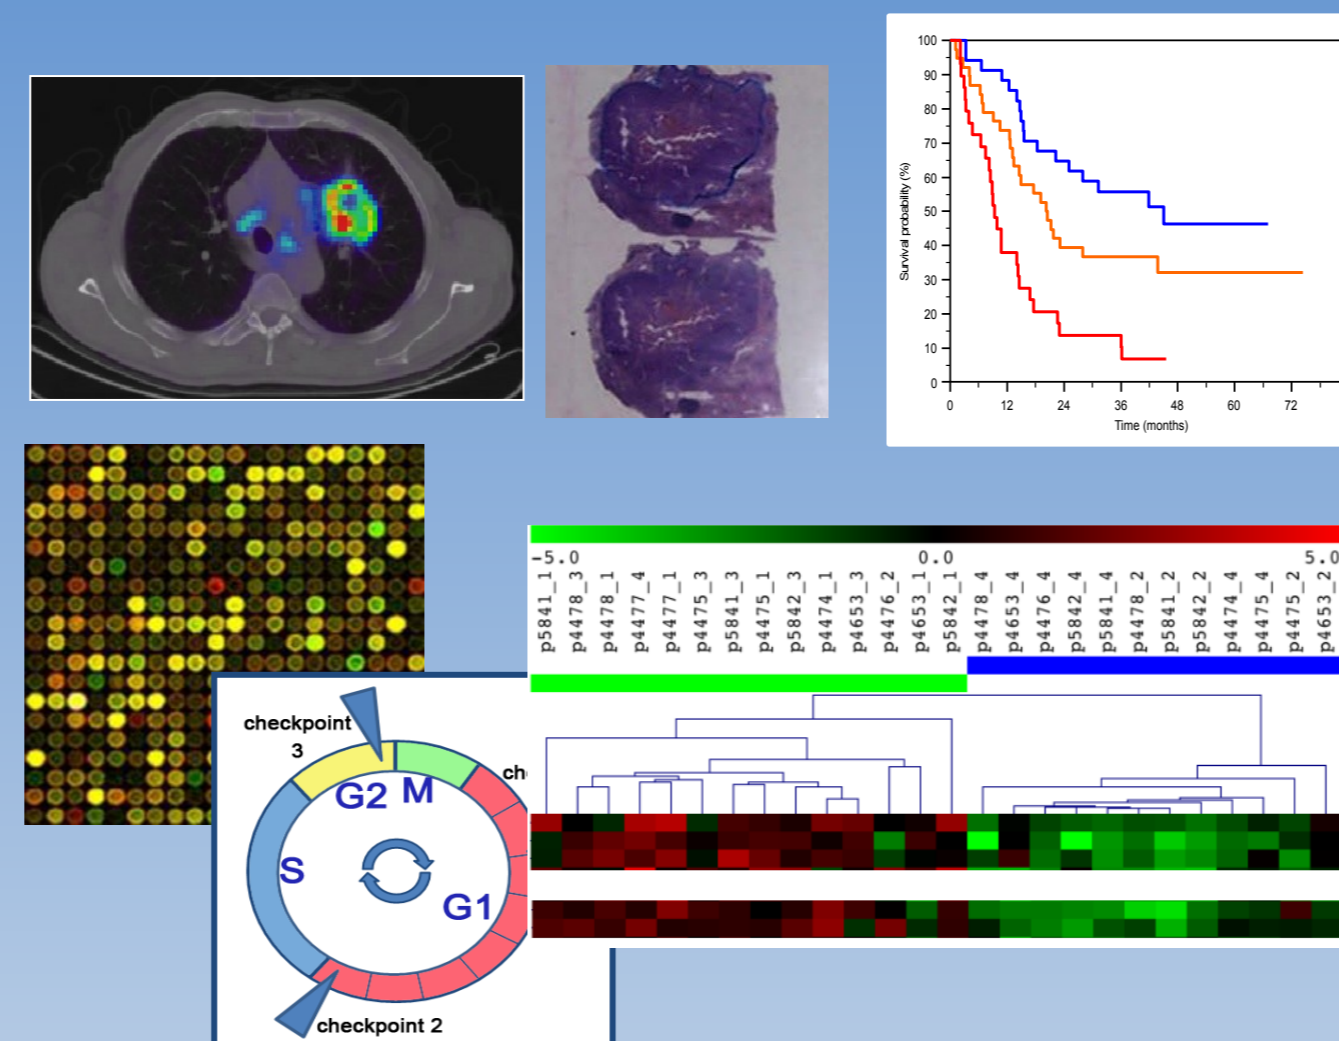 100
90
80
70
60
50
40
30
20
10
0
Survival probability (%)
0 12 24 36 48 60 72
Time (months)
-5.0 0.0 5.0
p5841_1
p4478_3
p4478_1
p4477_4
p4477_1
p4475_3
p5841_3
p4475_1
p5842_3
p4474_1
p4653_3
p4476_2
p4653_1
p5842_1
p4478_4
p4653_4
p4476_4
p5842_4
p5841_4
p4478_2
p5841_2
p5842_2
p4474_4
p4475_4
p4475_2
p4653_2
checkpoint
3
ch
G2 M
S
G1
checkpoint 2